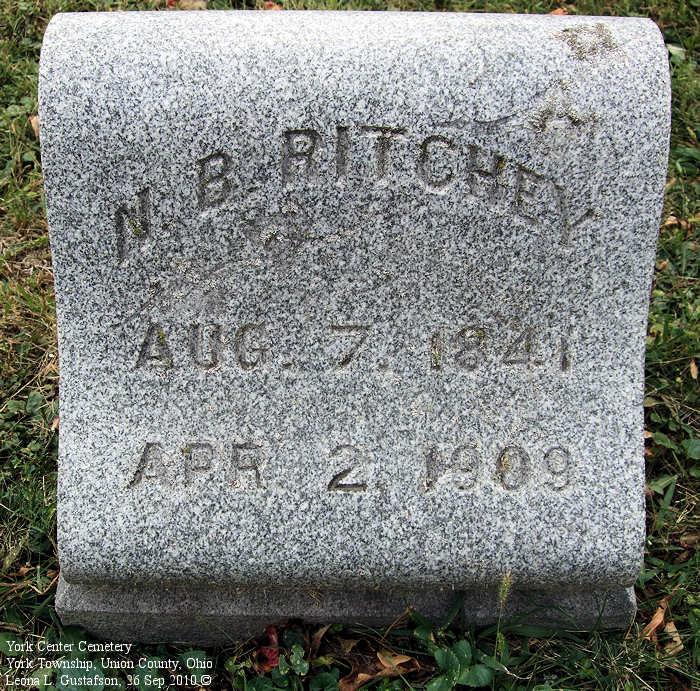 N. B. RITCHEY
AUG. 7. 1841
APR 2. 1909
York Center Cemetery
York Township, Union County, Ohio
Leona L. Gustafson, 36 Sep 2010 ©